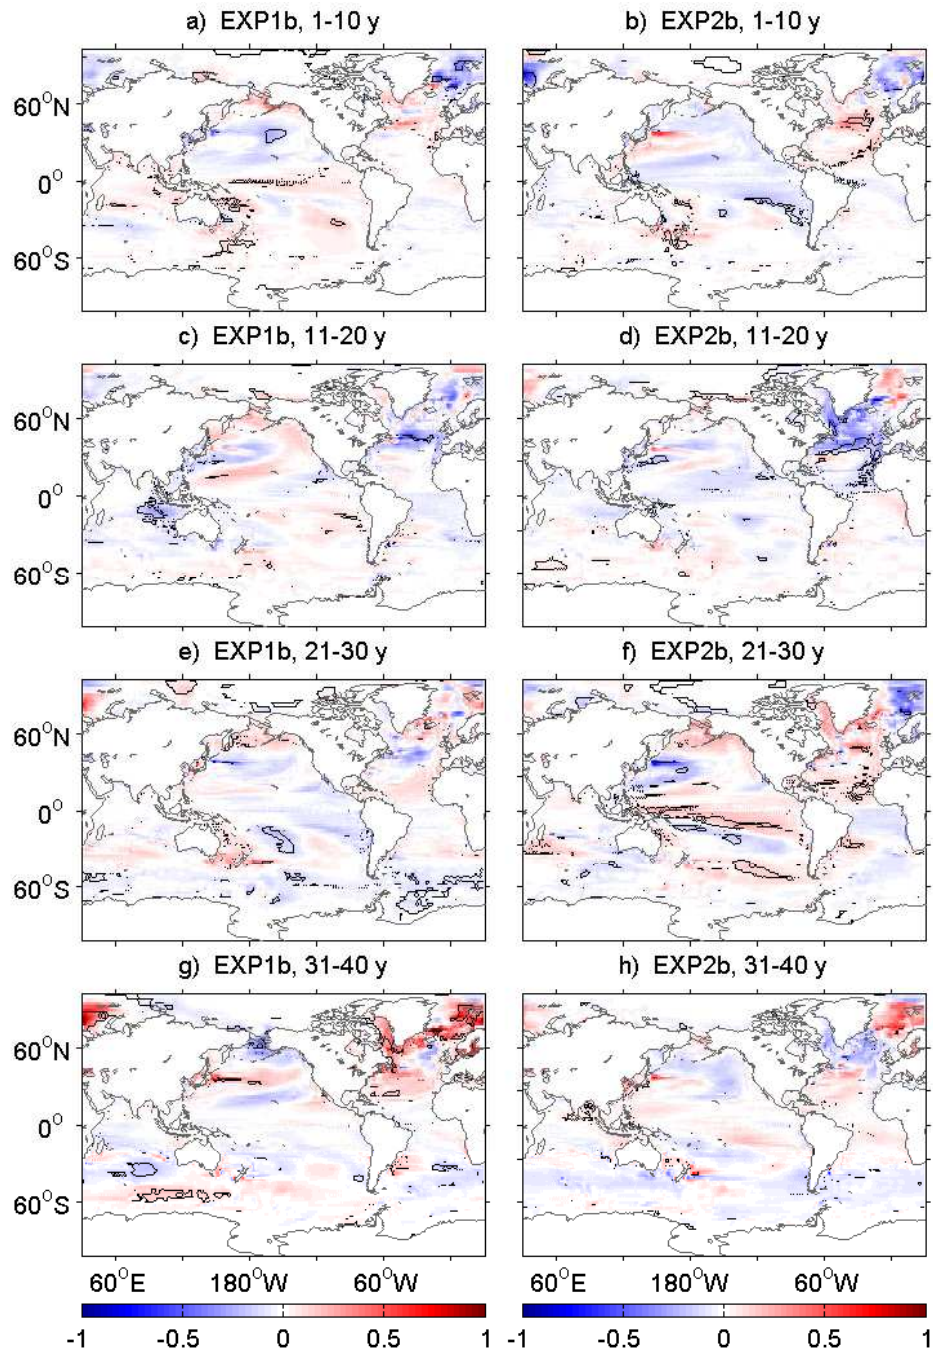 a) EXP1b, 1-10 y
b) EXP2b, 1-10 y
60°N
0°
60°S
c) EXP1b, 11-20 y
d) EXP2b, 11-20 y
60°N
0°
60°S
e) EXP1b, 21-30 y
f) EXP2b, 21-30 y
60°N
0°
60°S
g) EXP1b, 31-40 y
h) EXP2b, 31-40 y
60°N
0°
60°S
60°E 180°W 60°W
60°E 180°W 60°W
-1 -0.5 0 0.5 1
-1 -0.5 0 0.5 1